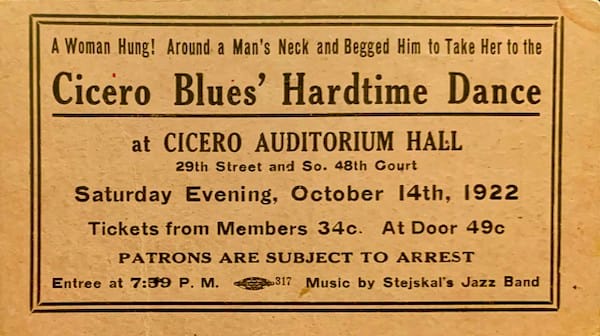 A Woman Hung! Around a Man's Neck and Begged Him to Take Her to the
Cicero Blues' Hardtime Dance
at CICERO AUDITORIUM HALL
29th Street and So. 48th Court
Saturday Evening, October 14th, 1922
Tickets from Members 34c. At Door 49c
PATRONS ARE SUBJECT TO ARREST
Entree at 7:59 P. M. 317 Music by Stejskal's Jazz Band